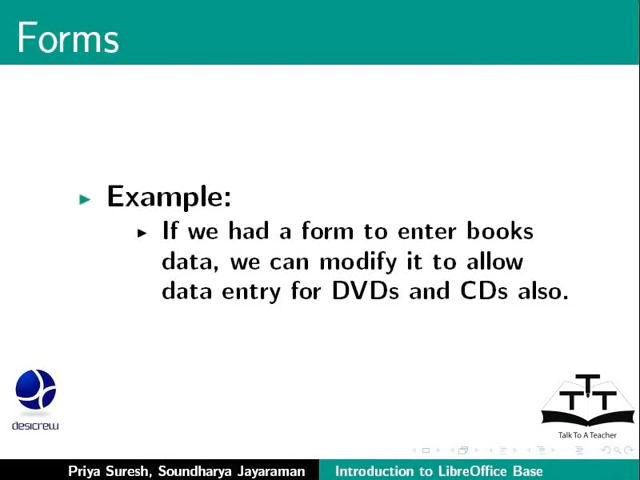 Forms
Example:
If we had a form to enter books
data, we can modify it to allow
data entry for DVDs and CDs also.
desicrew
T T T
Talk To A Teacher
Priya Suresh, Soundharya Jayaraman
Introduction to LibreOffice Base